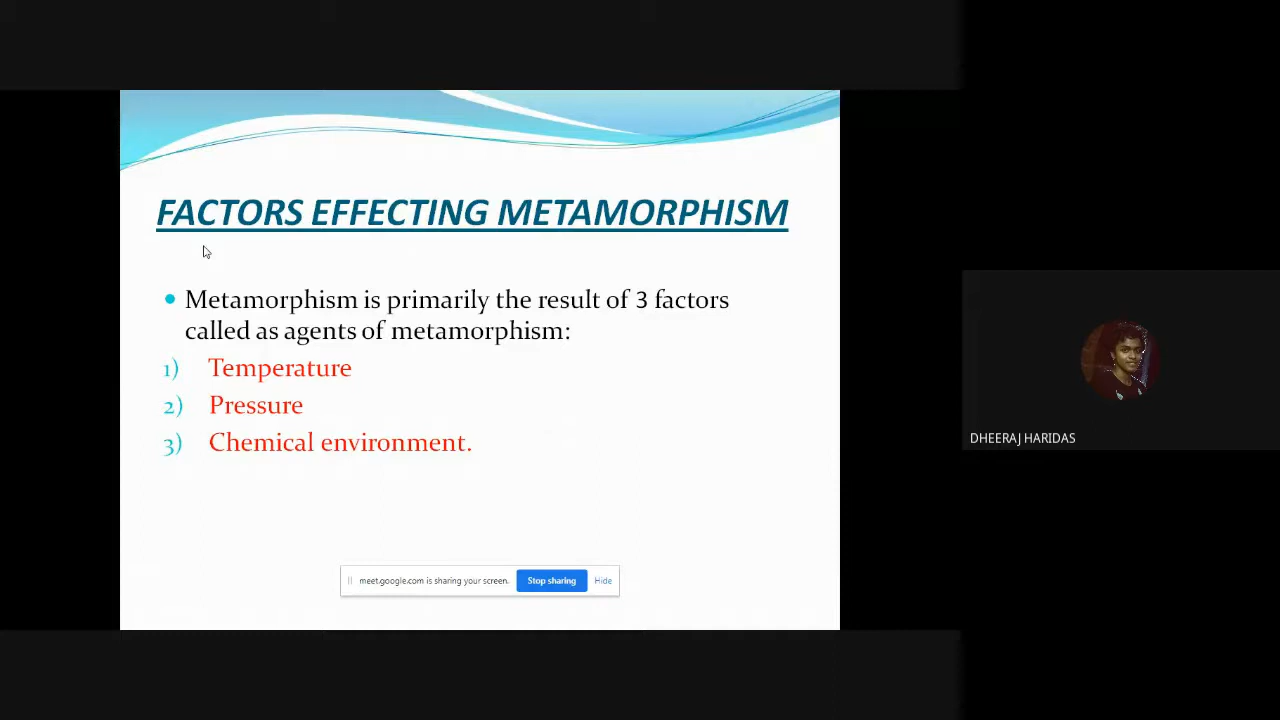 FACTORS EFFECTING METAMORPHISM
• Metamorphism is primarily the result of 3 factors
called as agents of metamorphism:
1) Temperature
2) Pressure
3) Chemical environment.
DHEERAJ HARIDAS
meet.google.com is sharing your screen. Stop sharing Hide